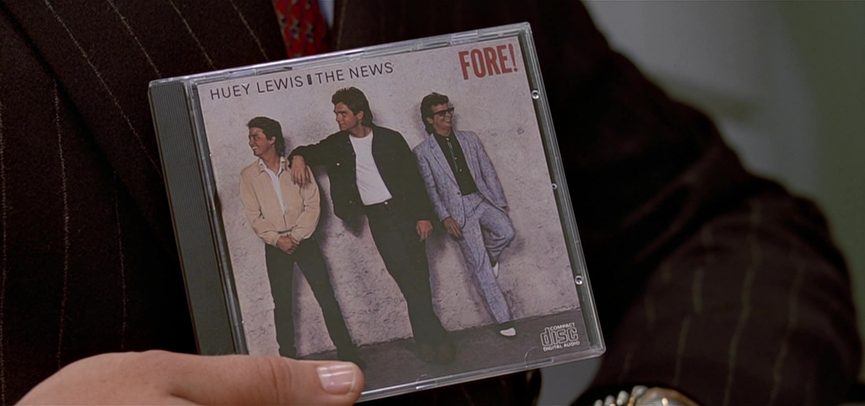 HUEY LEWIS THE NEWS
FORE!
COMPACT
disc
DIGITAL AUDIO